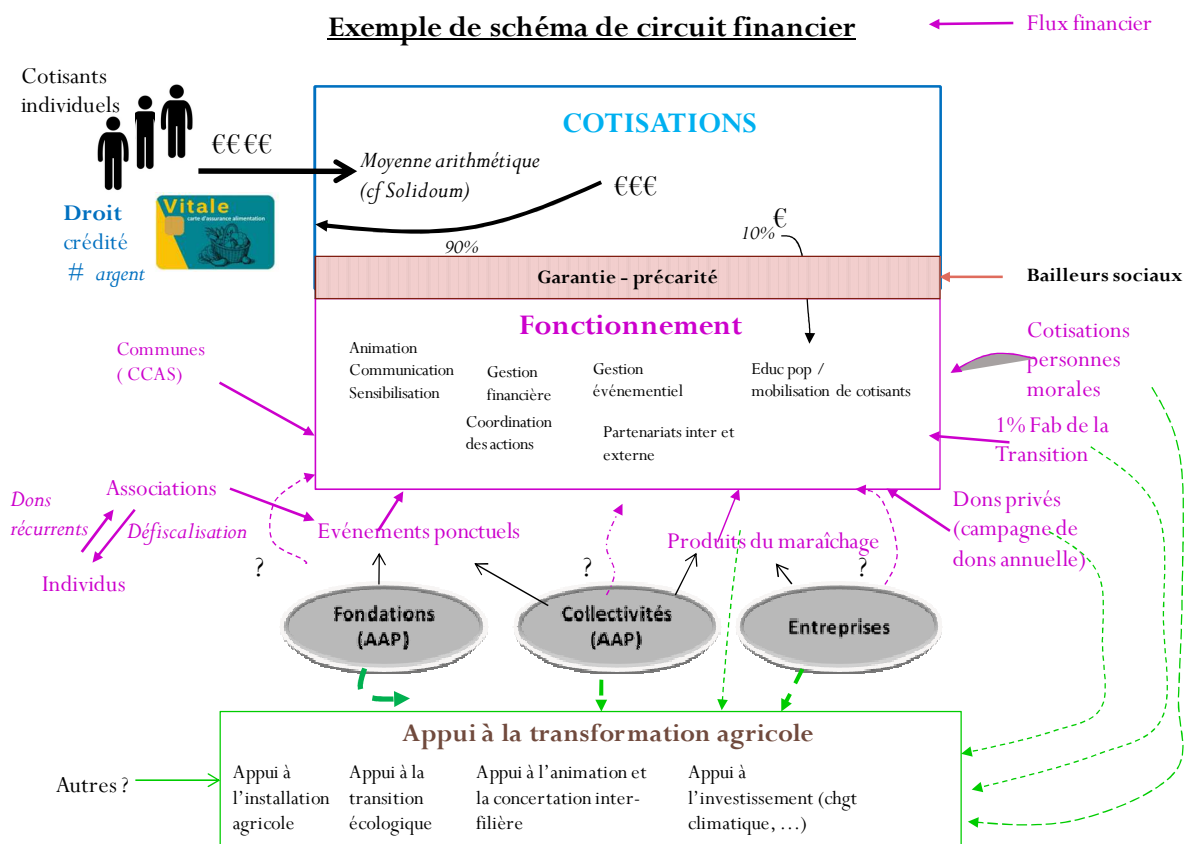 Exemple de schéma de circuit financier
Flux financier
Cotisants
individuels
€€ €€
COTISATIONS
Moyenne arithmétique
(cf Solidoum)
€€€
Droit
crédité
# argent
Vitale
carte d'assurance alimentation
90%
€
10%
Garantie - précarité
Bailleurs sociaux
Fonctionnement
Animation
Communication
Sensibilisation
Gestion
financière
Gestion
événementiel
Educ pop /
mobilisation de cotisants
Coordination
des actions
Partenariats inter et
externe
Communes
( CCAS)
Cotisations
personnes
morales
1% Fab de la
Transition
Associations
Dons
récurrents
Défiscalisation
Individus
Evénements ponctuels
Produits du maraîchage
Dons privés
(campagne de
dons annuelle)
?
?
?
Fondations
(AAP)
Collectivités
(AAP)
Entreprises
Appui à la transformation agricole
Autres ?
Appui à
l'installation
agricole
Appui à la
transition
écologique
Appui à l'animation et
la concertation inter-
filière
Appui à
l'investissement (chgt
climatique, …)